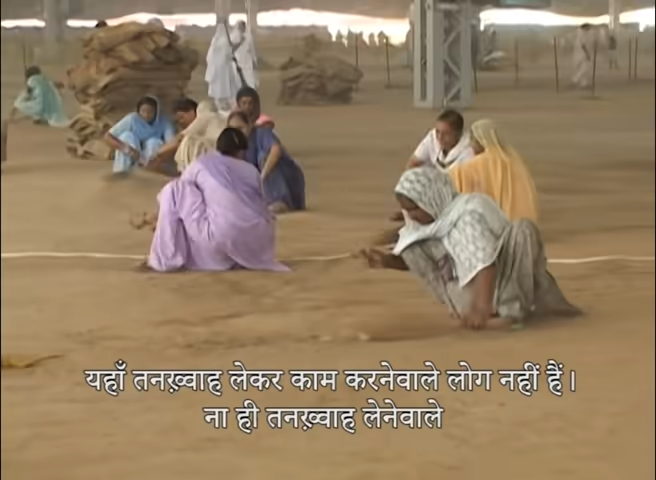 यहाँ तनख़्वाह लेकर काम करनेवाले लोग नहीं हैं।
ना ही तनख़्वाह लेनेवाले